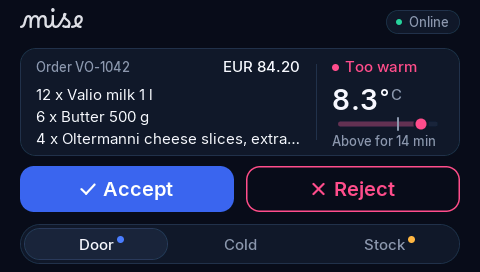 mise
Online
Order VO-1042
EUR 84.20
12 x Valio milk 1 l
6 x Butter 500 g
4 x Oltermanni cheese slices, extra...
Too warm
8.3°C
Above for 14 min
Accept
Reject
Door
Cold
Stock